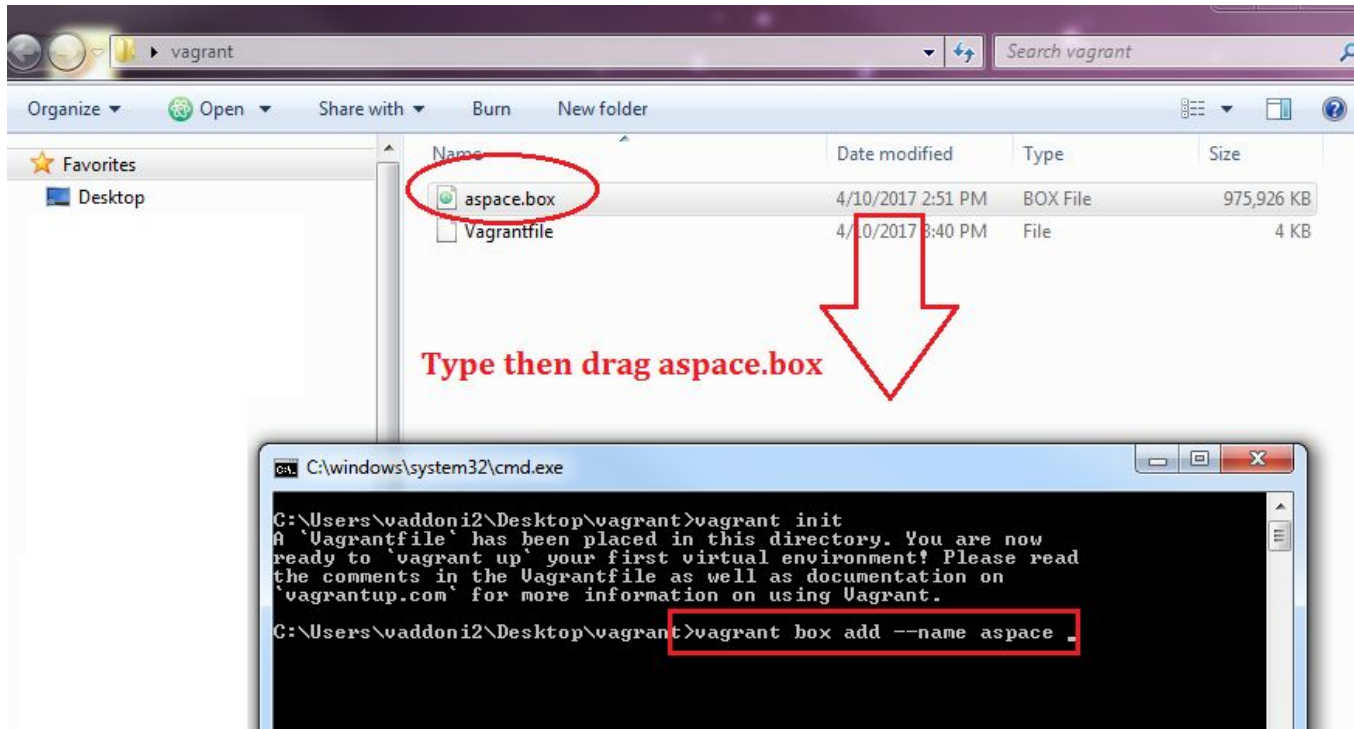 vagrant
Search vagrant
Organize Open Share with Burn New folder
Favorites
Desktop
Name Date modified Type Size
aspace.box 4/10/2017 2:51 PM BOX File 975,926 KB
Vagrantfile 4/10/2017 3:40 PM File 4 KB
Type then drag aspace.box
C:\windows\system32\cmd.exe
C:\Users\vaddoni2\Desktop\vagrant>vagrant init
A `Vagrantfile` has been placed in this directory. You are now
ready to `vagrant up` your first virtual environment! Please read
the comments in the Vagrantfile as well as documentation on
`vagrantup.com` for more information on using Vagrant.
C:\Users\vaddoni2\Desktop\vagrant>vagrant box add --name aspace _